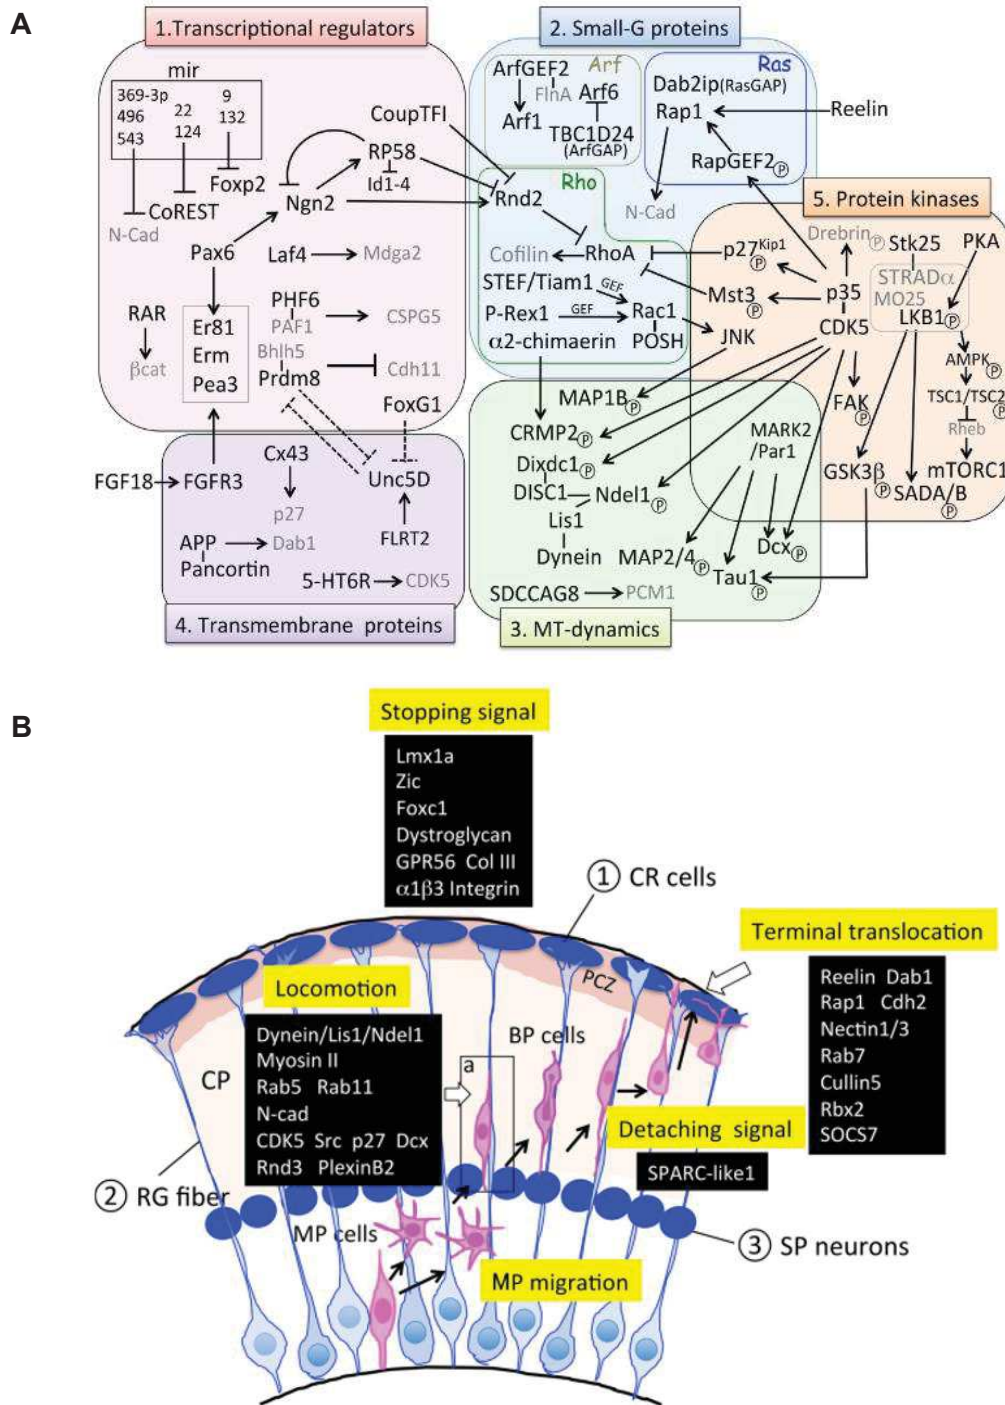 A
1.Transcriptional regulators
2. Small-G proteins
mir
369-3p
496
543
22
124
9
132
Foxp2
CoREST
N-Cad
CoupTFI
RP58
Id1-4
Ngn2
Pax6
Laf4
Mdga2
RAR
βcat
Er81
Erm
Pea3
PHF6
PAF1
CSPG5
Bhlh5
Prdm8
Cdh11
FoxG1
ArfGEF2
Arf
FlnA
Arf6
Arf1
TBC1D24
(ArfGAP)
Ras
Dab2ip(RasGAP)
Rap1
Reelin
RapGEF2 P
N-Cad
Rho
Rnd2
Cofilin
RhoA
STEF/Tiam1
GEF
P-Rex1
GEF
Rac1
α2-chimaerin
POSH
5. Protein kinases
Drebrin P
Stk25
PKA
p27Kip1 P
STRADα
MO25
LKB1 P
Mst3 P
p35
CDK5
JNK
AMPK P
TSC1/TSC2 P
Rheb
mTORC1
FAK P
GSK3β P
SADA/B P
MAP1B P
CRMP2 P
MARK2
/Par1
Dixdc1 P
DISC1
Ndel1 P
Lis1
Dynein
MAP2/4 P
Dcx P
Tau1 P
SDCCAG8
PCM1
3. MT-dynamics
FGF18
FGFR3
Cx43
p27
Unc5D
FLRT2
APP
Dab1
Pancortin
5-HT6R
CDK5
4. Transmembrane proteins
B
Stopping signal
Lmx1a
Zic
Foxc1
Dystroglycan
GPR56 Col III
α1β3 Integrin
① CR cells
Terminal translocation
Reelin Dab1
Rap1 Cdh2
Nectin1/3
Rab7
Cullin5
Rbx2
SOCS7
PCZ
Locomotion
Dynein/Lis1/Ndel1
Myosin II
Rab5 Rab11
N-cad
CDK5 Src p27 Dcx
Rnd3 PlexinB2
CP
a
BP cells
Detaching signal
SPARC-like1
② RG fiber
MP cells
③ SP neurons
MP migration